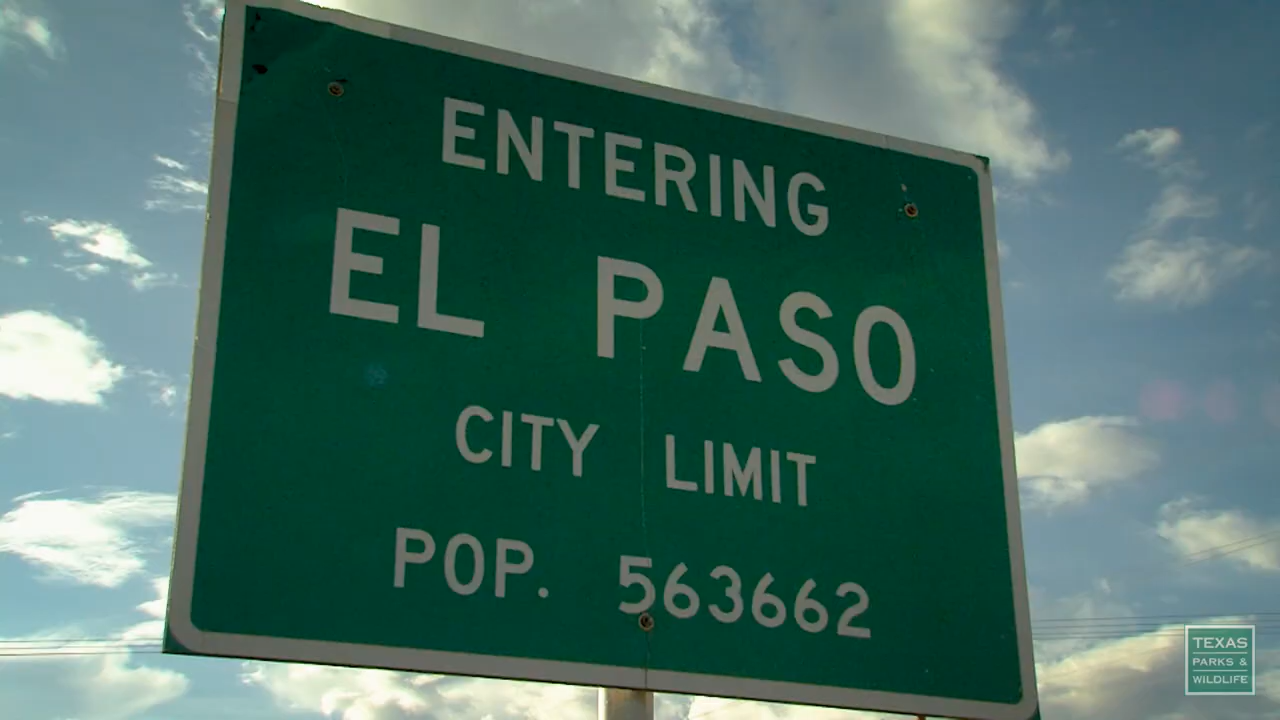 ENTERING
EL PASO
CITY LIMIT
POP. 563662
TEXAS
PARKS &
WILDLIFE